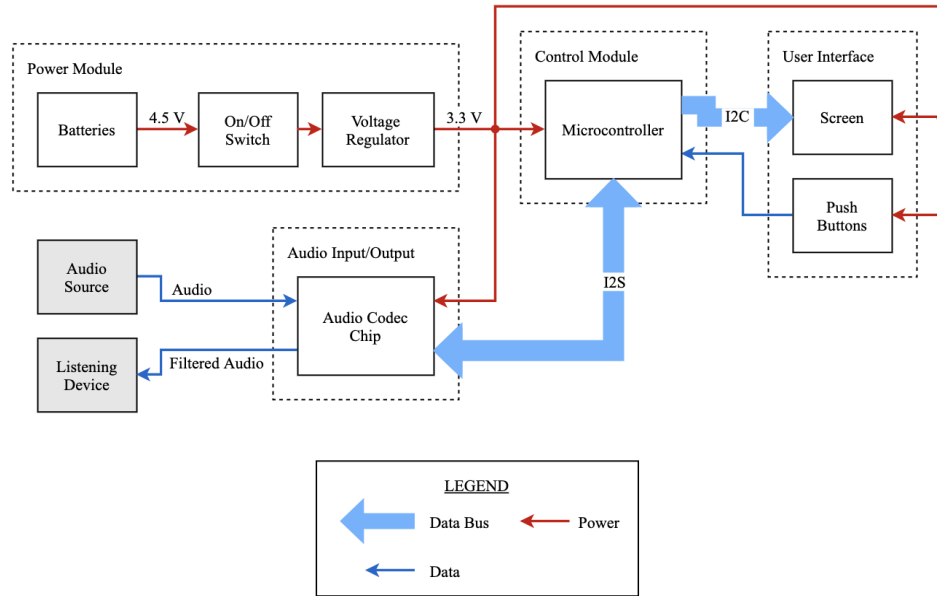 Power Module
Batteries
4.5 V
On/Off
Switch
Voltage
Regulator
3.3 V
Control Module
Microcontroller
I2C
User Interface
Screen
Push
Buttons
I2S
Audio
Source
Audio
Listening
Device
Filtered Audio
Audio Input/Output
Audio Codec
Chip
LEGEND
Data Bus
Power
Data